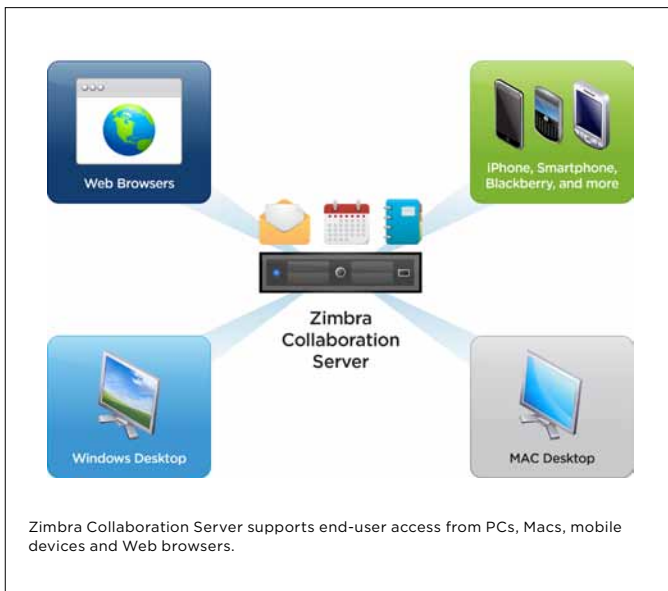 Web Browsers
iPhone, Smartphone,
Blackberry, and more
Zimbra
Collaboration
Server
Windows Desktop
MAC Desktop
Zimbra Collaboration Server supports end-user access from PCs, Macs, mobile
devices and Web browsers.